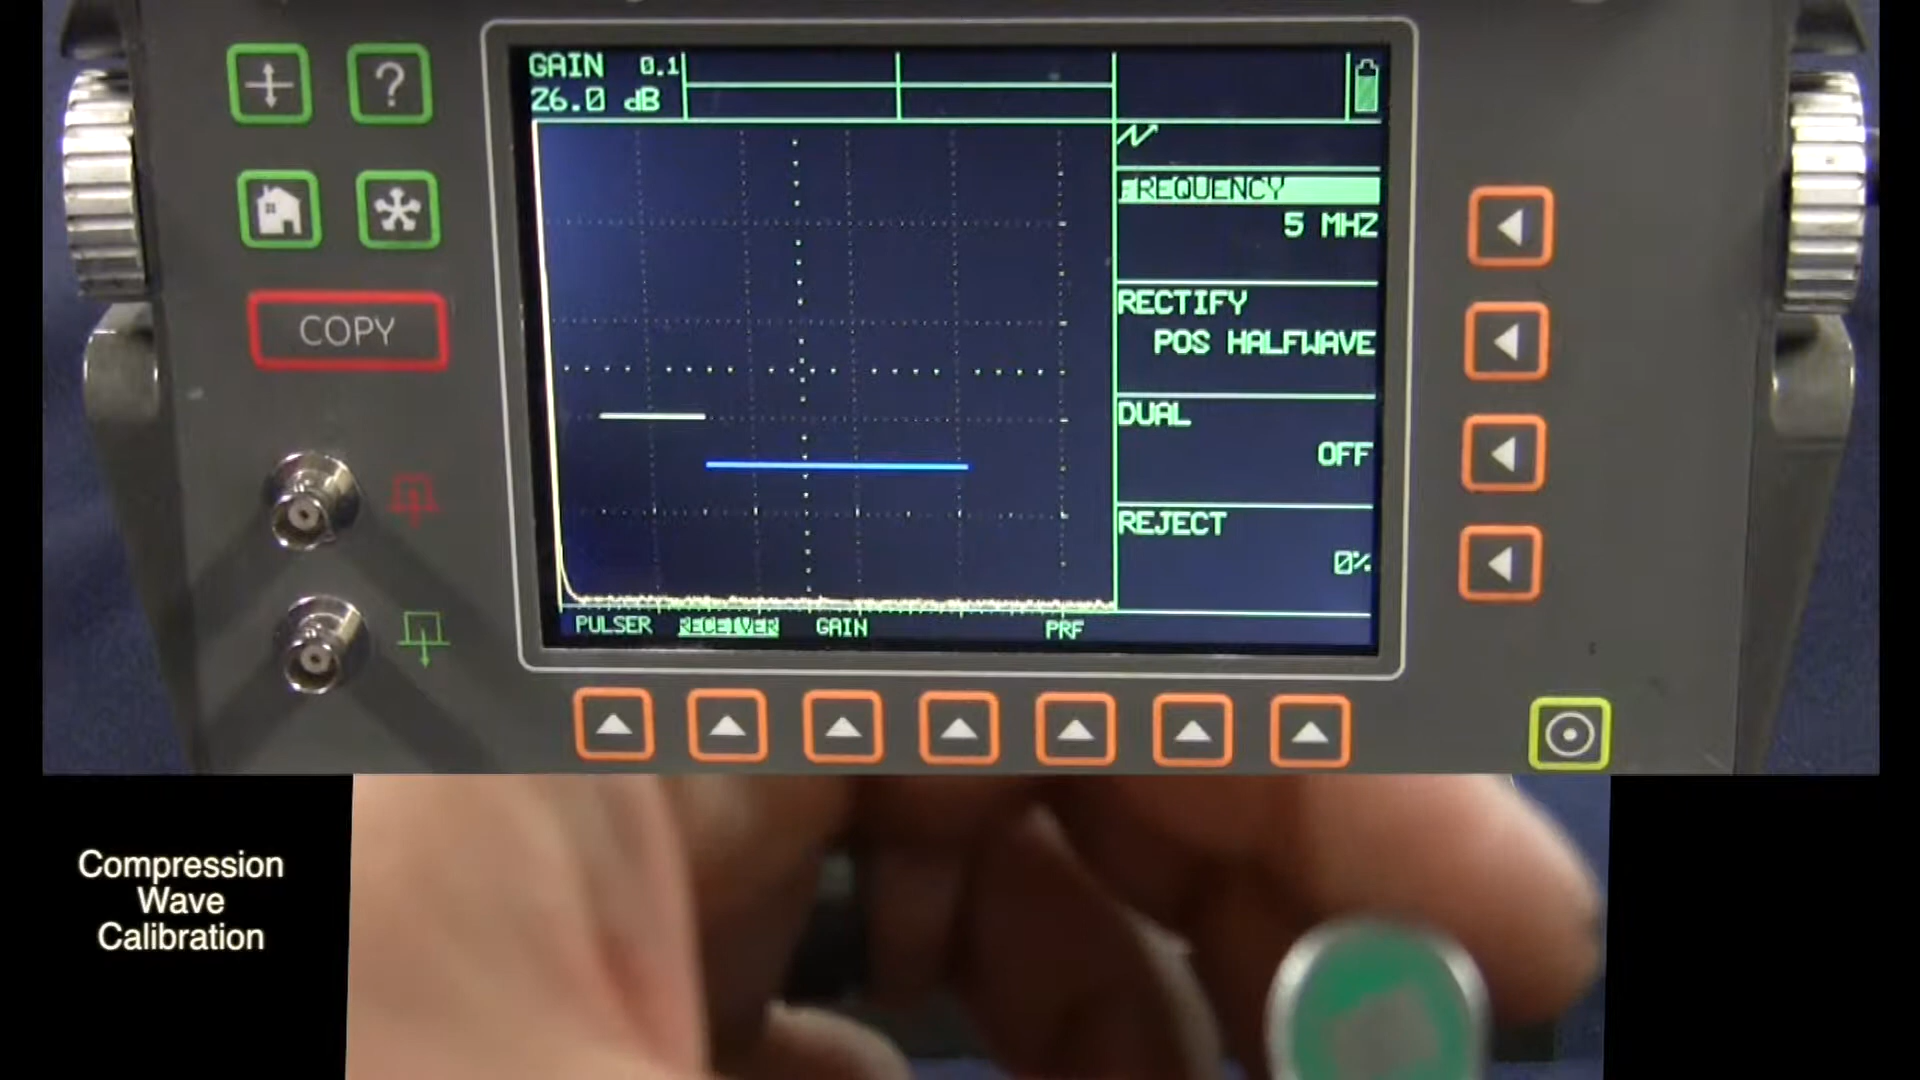 GAIN 0.1
26.0 dB
FREQUENCY
5 MHZ
RECTIFY
POS HALFWAVE
DUAL
OFF
REJECT
0%
PULSER RECEIVER GAIN PRF
?
COPY
Compression
Wave
Calibration